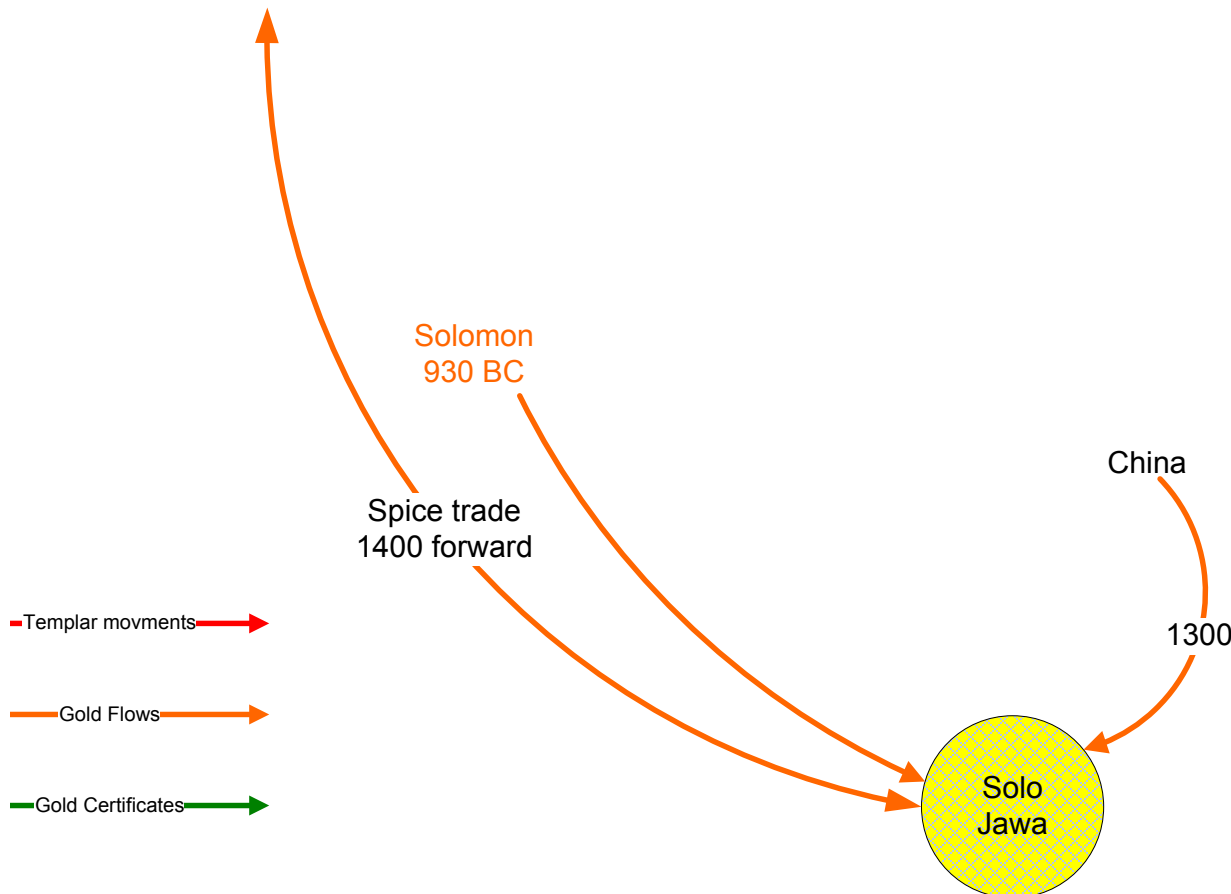 Solomon
930 BC
China
Spice trade
1400 forward
Templar movments
1300
Gold Flows
Solo
Jawa
Gold Certificates